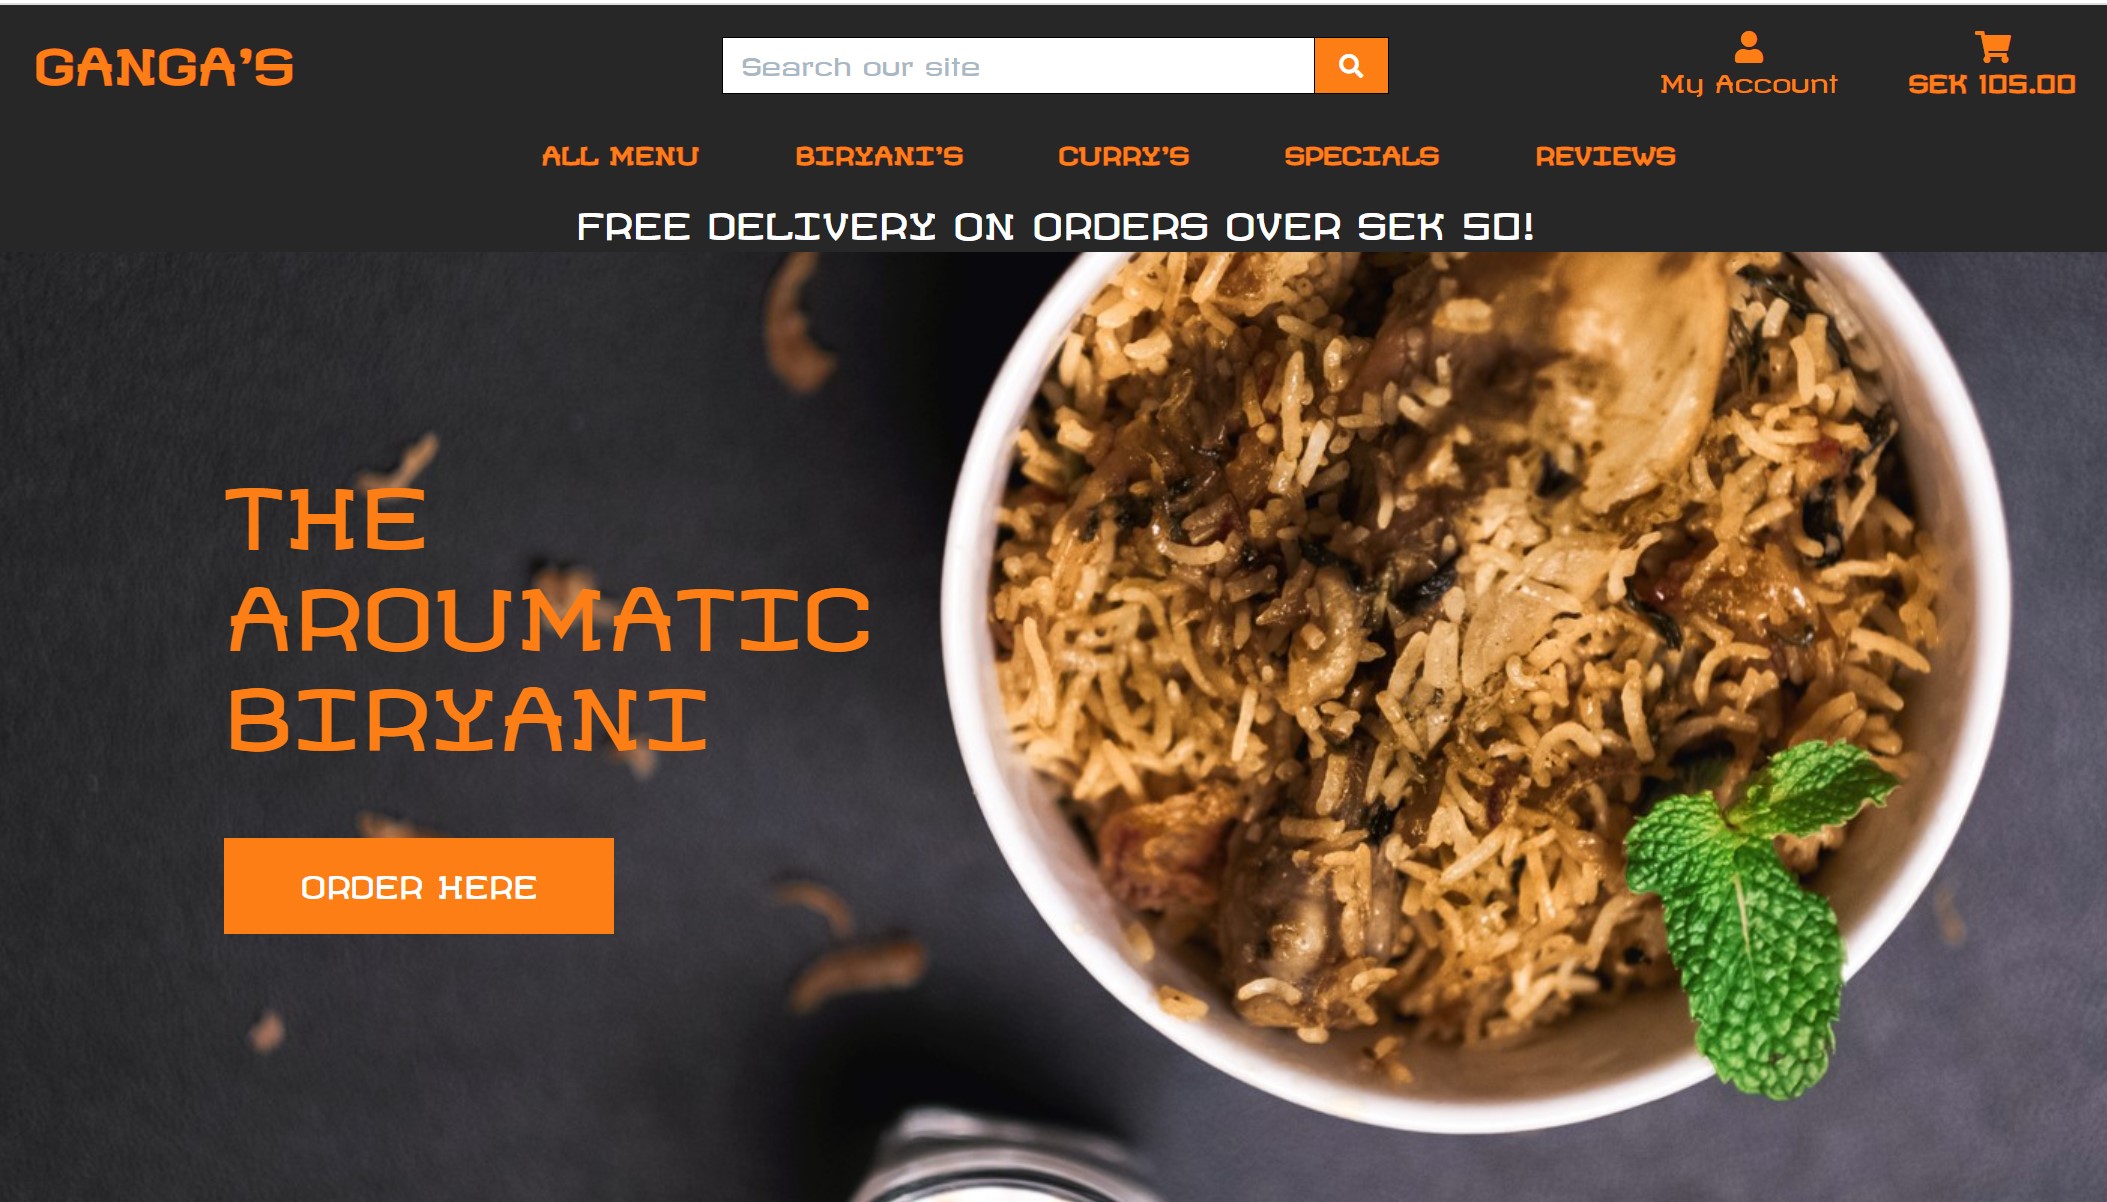 GANGA'S
Search our site
My Account
SEK 105.00
ALL MENU
BIRYANI'S
CURRY'S
SPECIALS
REVIEWS
FREE DELIVERY ON ORDERS OVER SEK 50!
THE
AROUMATIC
BIRYANI
ORDER HERE